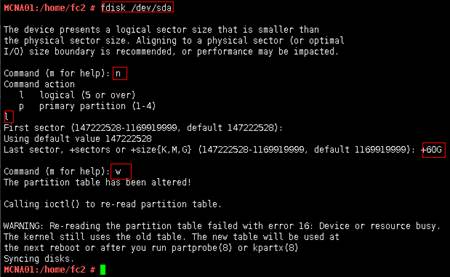 MCNA01:/home/fc2 # fdisk /dev/sda
The device presents a logical sector size that is smaller than
the physical sector size. Aligning to a physical sector (or optimal
I/O) size boundary is recommended, or performance may be impacted.
Command (m for help): n
Command action
l   logical (5 or over)
p   primary partition (1-4)
l
First sector (147222528-1169919999, default 147222528):
Using default value 147222528
Last sector, +sectors or +size{K,M,G} (147222528-1169919999, default 1169919999): +60G
Command (m for help): w
The partition table has been altered!
Calling ioctl() to re-read partition table.
WARNING: Re-reading the partition table failed with error 16: Device or resource busy.
The kernel still uses the old table. The new table will be used at
the next reboot or after you run partprobe(8) or kpartx(8)
Syncing disks.
MCNA01:/home/fc2 #